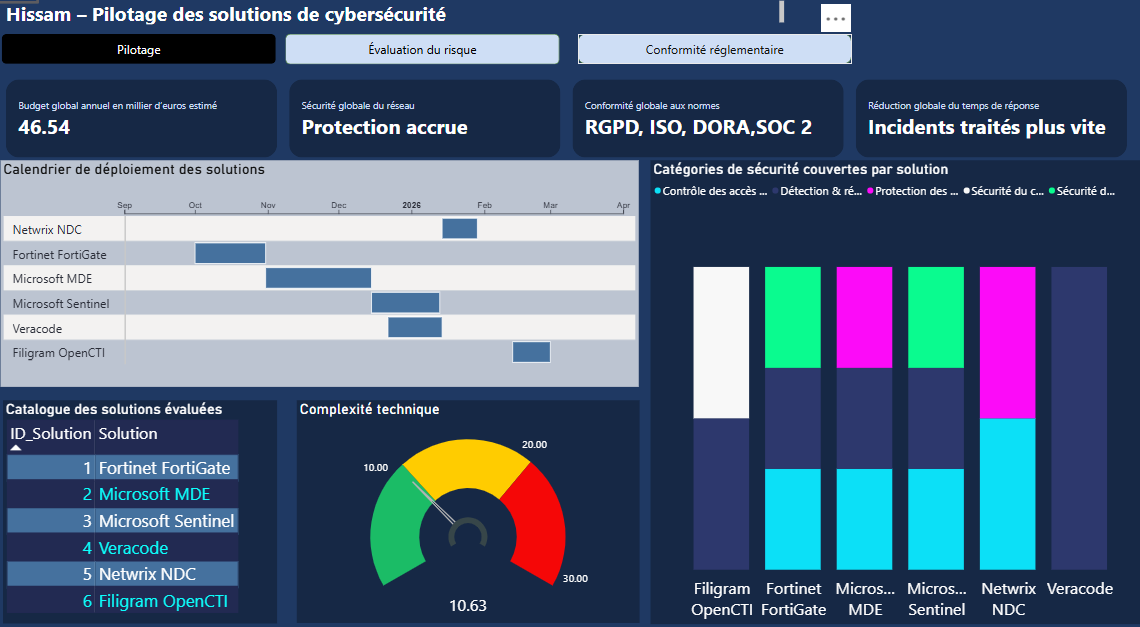 Hissam – Pilotage des solutions de cybersécurité
Pilotage
Évaluation du risque
Conformité réglementaire
Budget global annuel en millier d'euros estimé
46.54
Sécurité globale du réseau
Protection accrue
Conformité globale aux normes
RGPD, ISO, DORA,SOC 2
Réduction globale du temps de réponse
Incidents traités plus vite
Calendrier de déploiement des solutions
Sep Oct Nov Dec 2026 Feb Mar Apr
Netwrix NDC
Fortinet FortiGate
Microsoft MDE
Microsoft Sentinel
Veracode
Filigram OpenCTI
Catégories de sécurité couvertes par solution
Contrôle des accès ... Détection & ré... Protection des ... Sécurité du c... Sécurité d...
Filigram OpenCTI
Fortinet FortiGate
Micros... MDE
Micros... Sentinel
Netwrix NDC
Veracode
Catalogue des solutions évaluées
ID_Solution Solution
1 Fortinet FortiGate
2 Microsoft MDE
3 Microsoft Sentinel
4 Veracode
5 Netwrix NDC
6 Filigram OpenCTI
Complexité technique
10.00
20.00
30.00
10.63